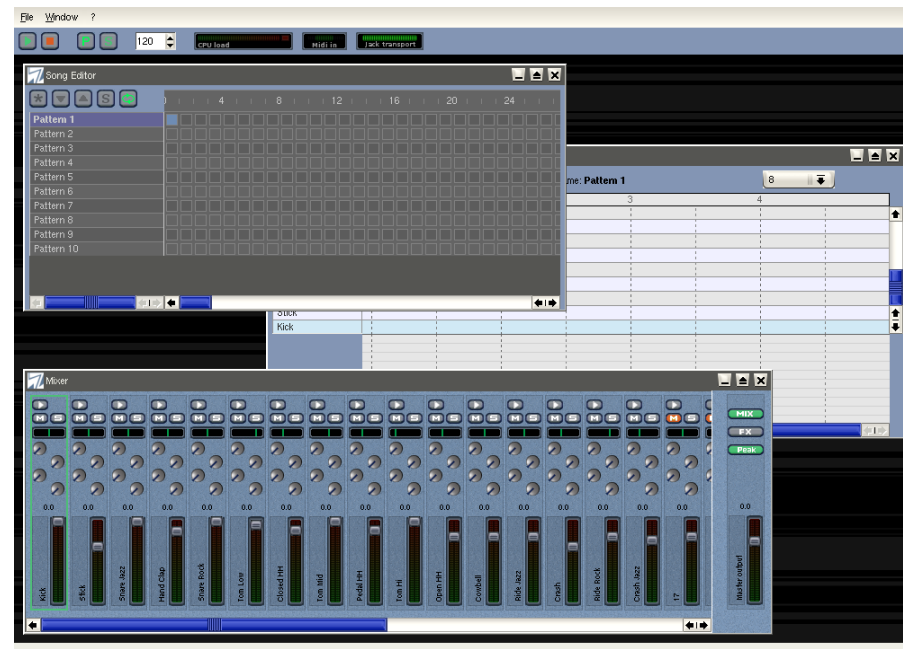 File Window ?
120 CPU load Midi in Jack transport
Song Editor
S
4 8 12 16 20 24
Pattern 1
Pattern 2
Pattern 3
Pattern 4
Pattern 5
Pattern 6
Pattern 7
Pattern 8
Pattern 9
Pattern 10
Pattern 1 8
3 4
Stick
Kick
Mixer
M S M S M S M S M S M S M S M S M S M S M S M S M S M S M S M S M S
MIX
FX
Peak
0.0 0.0 0.0 0.0 0.0 0.0 0.0 0.0 0.0 0.0 0.0 0.0 0.0 0.0 0.0 0.0 0.0 0.0
Kick
Stick
Snare Jazz
Hand Clap
Snare Rock
Tom Low
Closed HH
Tom Mid
Pedal HH
Tom Hi
Open HH
Cowbell
Ride Jazz
Crash
Ride Rock
Crash Jazz
17
Master output